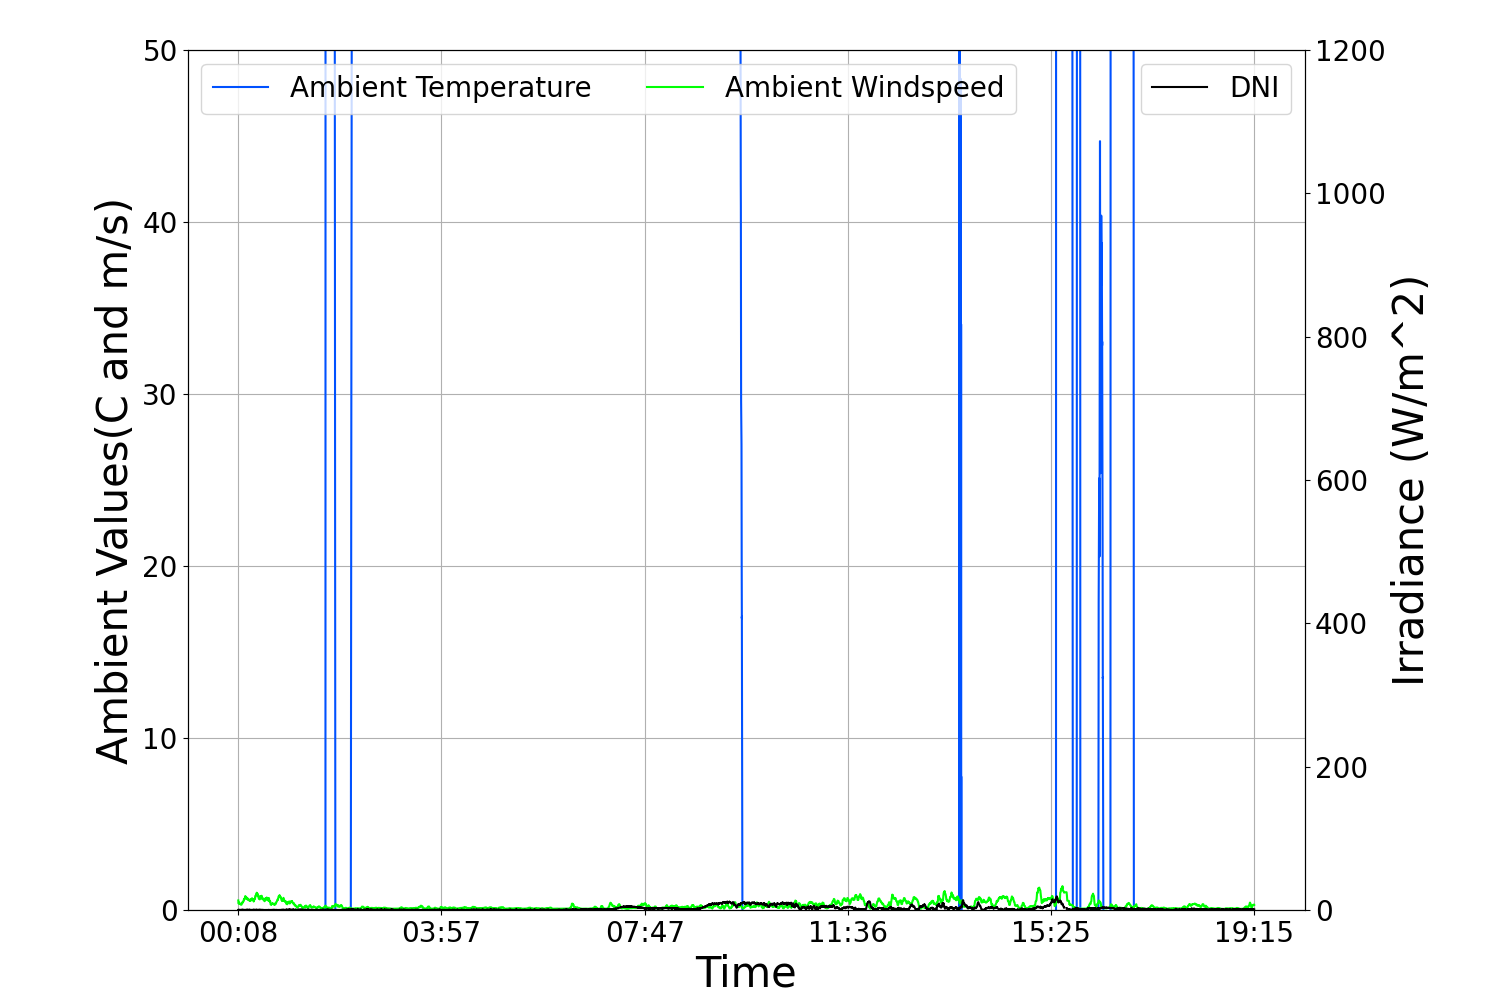 Ambient Temperature
Ambient Windspeed
DNI
Ambient Values(C and m/s)
50
40
30
20
10
0
1200
1000
800
600
400
200
0
Irradiance (W/m^2)
00:08 03:57 07:47 11:36 15:25 19:15
Time